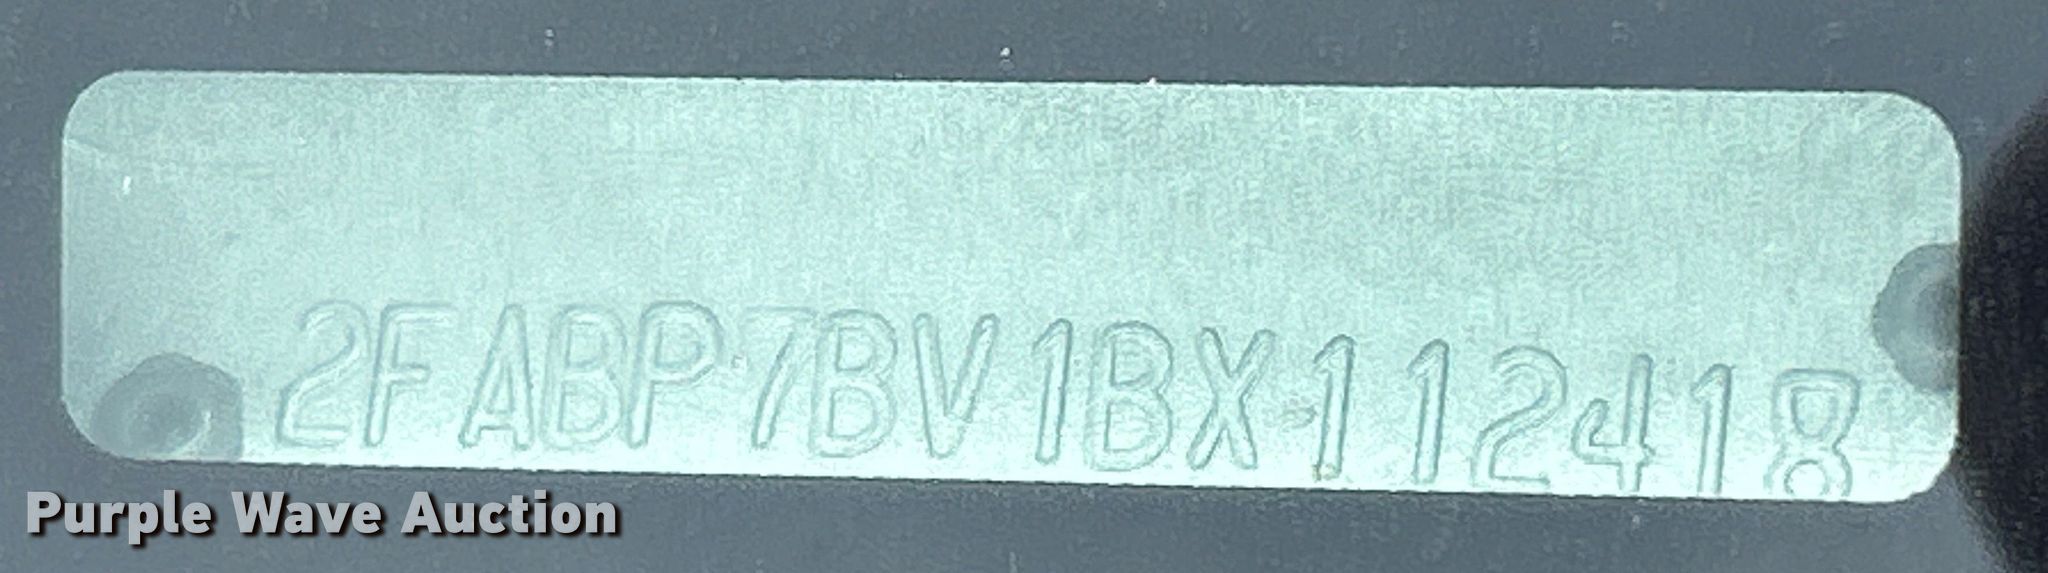 2FABP7BV1BX112418
Purple Wave Auction